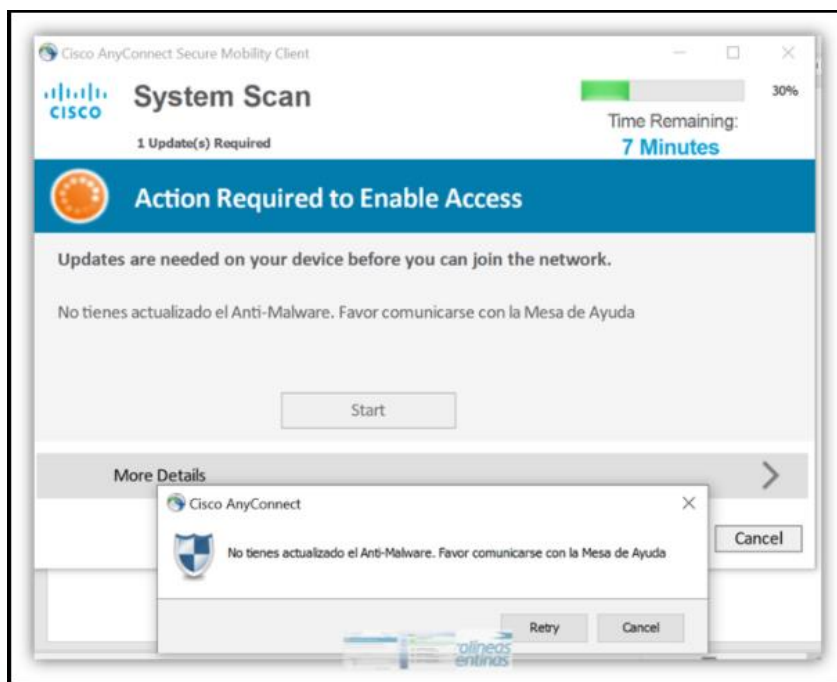 Cisco AnyConnect Secure Mobility Client
CISCO
System Scan
30%
1 Update(s) Required
Time Remaining:
7 Minutes
Action Required to Enable Access
Updates are needed on your device before you can join the network.
No tienes actualizado el Anti-Malware. Favor comunicarse con la Mesa de Ayuda
Start
More Details
Cisco AnyConnect
No tienes actualizado el Anti-Malware. Favor comunicarse con la Mesa de Ayuda
Cancel
Retry
Cancel
olineas
entinas